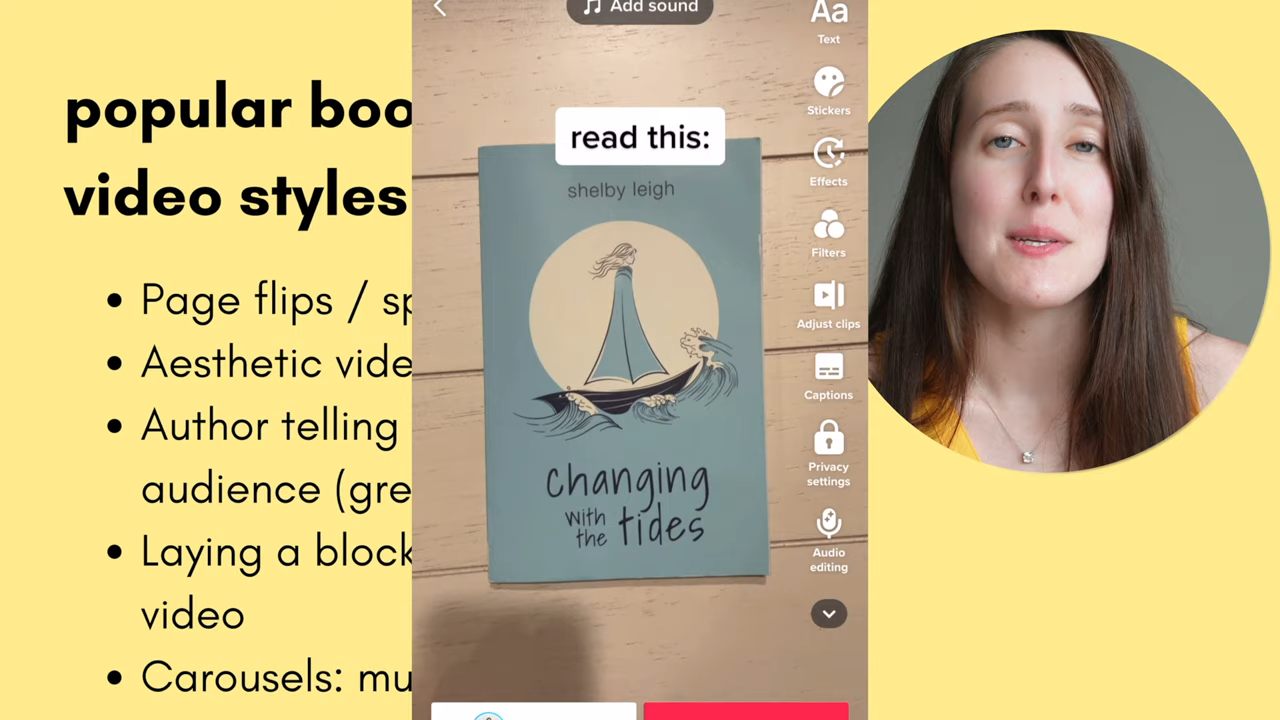 popular boo
video styles
Page flips / sp
Aesthetic vide
Author telling
audience (gre
Laying a block
video
Carousels: mu
Add sound
read this:
shelby leigh
changing
with
the tides
Aa
Text
Stickers
Effects
Filters
Adjust clips
Captions
Privacy
settings
Audio
editing